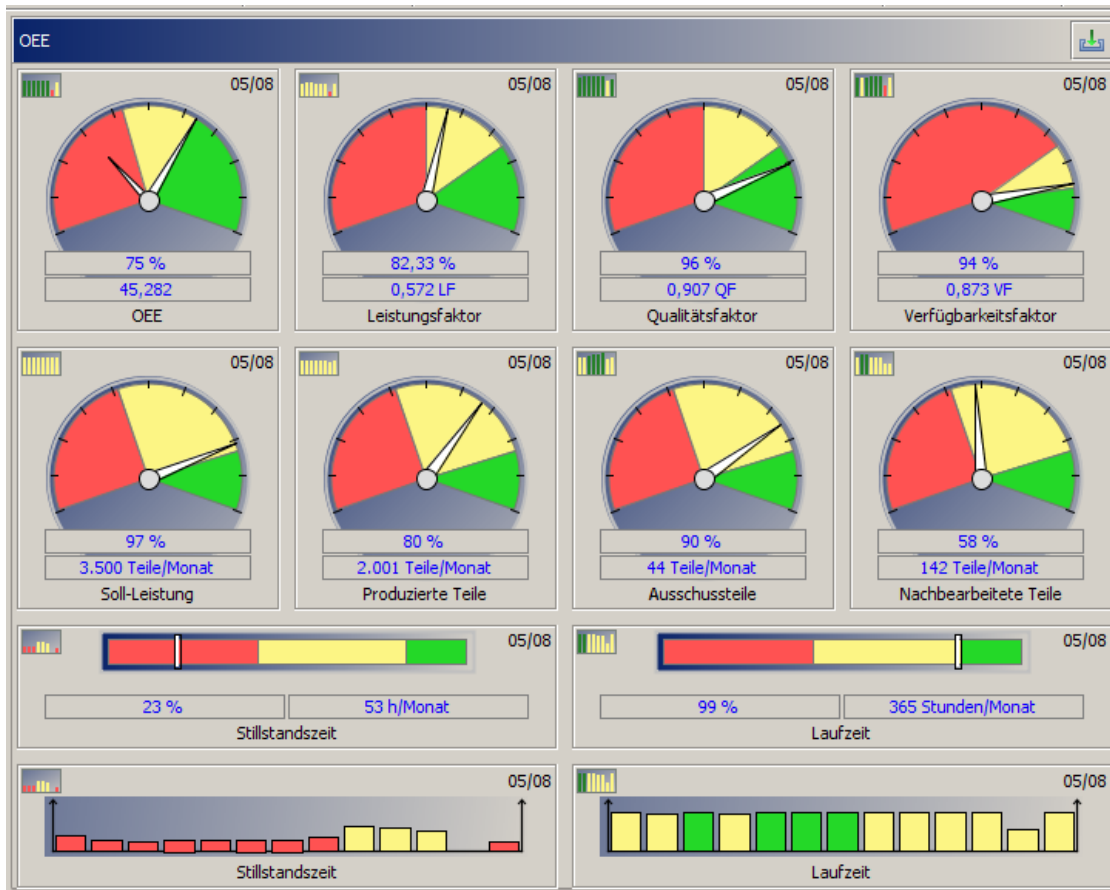 OEE
05/08
75 %
45,282
OEE
05/08
82,33 %
0,572 LF
Leistungsfaktor
05/08
96 %
0,907 QF
Qualitätsfaktor
05/08
94 %
0,873 VF
Verfügbarkeitsfaktor
05/08
97 %
3.500 Teile/Monat
Soll-Leistung
05/08
80 %
2.001 Teile/Monat
Produzierte Teile
05/08
90 %
44 Teile/Monat
Ausschussteile
05/08
58 %
142 Teile/Monat
Nachbearbeitete Teile
05/08
23 % 53 h/Monat
Stillstandszeit
05/08
99 % 365 Stunden/Monat
Laufzeit
05/08
Stillstandszeit
05/08
Laufzeit